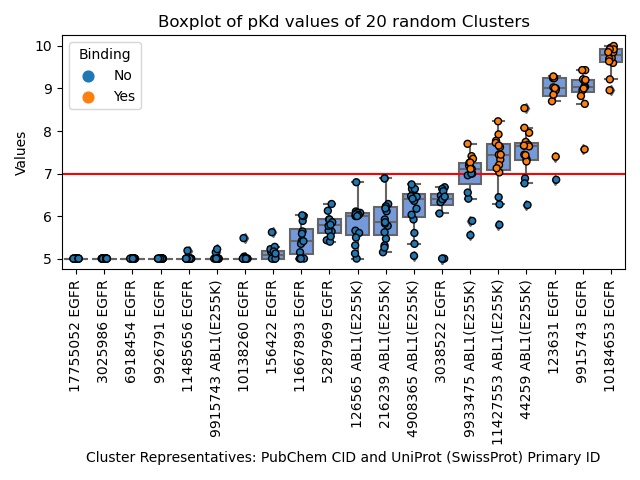 Boxplot of pKd values of 20 random Clusters
Binding
No
Yes
Values
10
9
8
7
6
5
17755052 EGFR
3025986 EGFR
6918454 EGFR
9926791 EGFR
11485656 EGFR
9915743 ABL1(E255K)
10138260 EGFR
156422 EGFR
11667893 EGFR
5287969 EGFR
126565 ABL1(E255K)
216239 ABL1(E255K)
4908365 ABL1(E255K)
3038522 EGFR
9933475 ABL1(E255K)
11427553 ABL1(E255K)
44259 ABL1(E255K)
123631 EGFR
9915743 EGFR
10184653 EGFR
Cluster Representatives: PubChem CID and UniProt (SwissProt) Primary ID